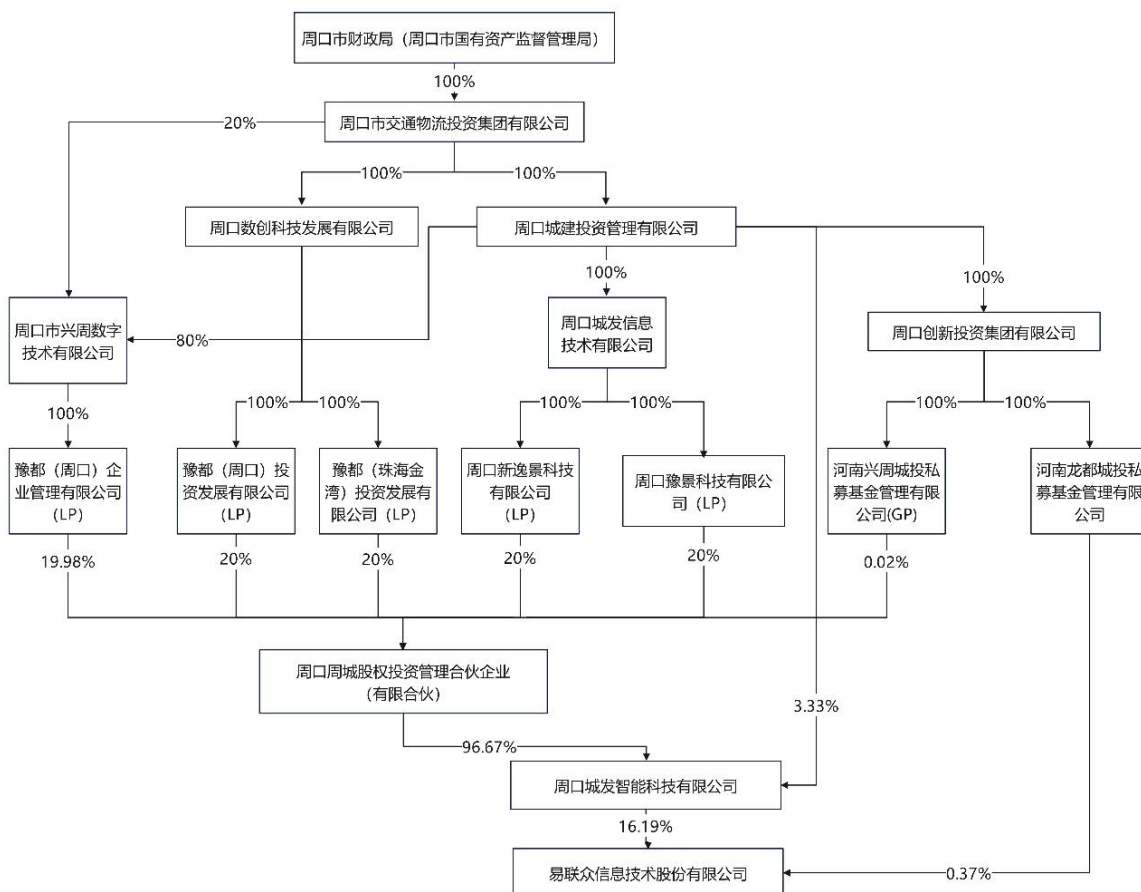 周口市财政局（周口市国有资产监督管理局）
100%
周口市交通物流投资集团有限公司
20%
100%
100%
周口数创科技发展有限公司
周口城建投资管理有限公司
100%
100%
周口市兴周数字
技术有限公司
80%
周口城发信息
技术有限公司
周口创新投资集团有限公司
100%
100%
100%
100%
100%
100%
100%
豫都（周口）企
业管理有限公司
（LP）
豫都（周口）投
资发展有限公司
（LP）
豫都（珠海金
湾）投资发展有
限公司（LP）
周口新逸景科技
有限公司
（LP）
周口豫景科技有限公
司（LP）
河南兴周城投私
募基金管理有限
公司(GP)
河南龙都城投私
募基金管理有限
公司
19.98%
20%
20%
20%
20%
0.02%
周口周城股权投资管理合伙企业
（有限合伙）
3.33%
96.67%
周口城发智能科技有限公司
16.19%
易联众信息技术股份有限公司
0.37%